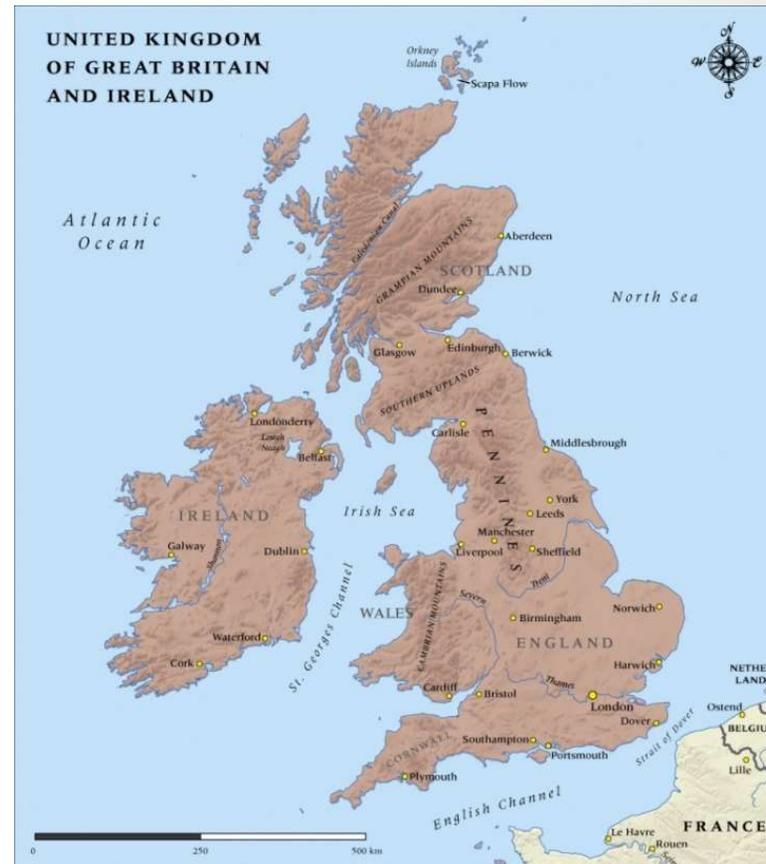 UNITED KINGDOM
OF GREAT BRITAIN
AND IRELAND
N
W
E
S
Orkney
Islands
Scapa Flow
Atlantic
Ocean
Caledonian Canal
GRAMPIAN MOUNTAINS
Aberdeen
SCOTLAND
Dundee
North Sea
Glasgow
Edinburgh
Berwick
SOUTHERN UPLANDS
Londonderry
Lough
Neagh
Belfast
Carlisle
PENNINES
Middlesbrough
York
Leeds
IRELAND
Irish Sea
Manchester
Galway
Shannon
Dublin
Liverpool
Sheffield
Trent
St. Georges Channel
WALES
CAMBRIAN MOUNTAINS
Severn
Birmingham
Norwich
ENGLAND
Waterford
Cork
Harwich
Cardiff
Bristol
Thames
London
NETHE
LAND
Dover
Ostend
BELGIU
Strait of Dover
Southampton
Portsmouth
CORNWALL
Lille
Plymouth
English Channel
FRANCE
Le Havre
Rouen
0
250
500 km